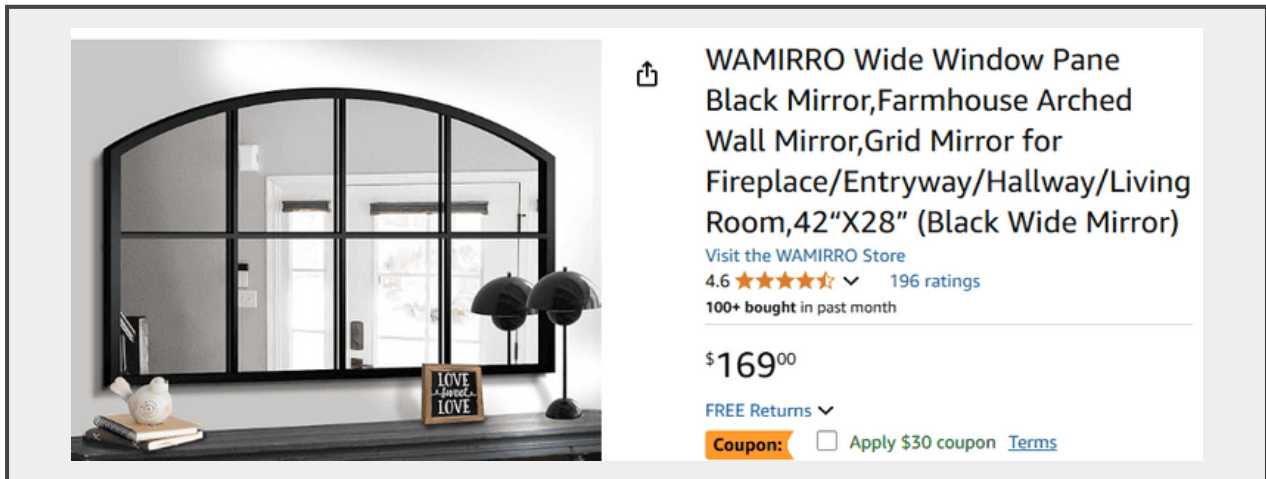 WAMIRRO Wide Window Pane
Black Mirror,Farmhouse Arched
Wall Mirror,Grid Mirror for
Fireplace/Entryway/Hallway/Living
Room,42“X28” (Black Wide Mirror)
Visit the WAMIRRO Store
4.6 196 ratings
100+ bought in past month
$16900
FREE Returns
Coupon: Apply $30 coupon Terms
LOVE
sweet
LOVE